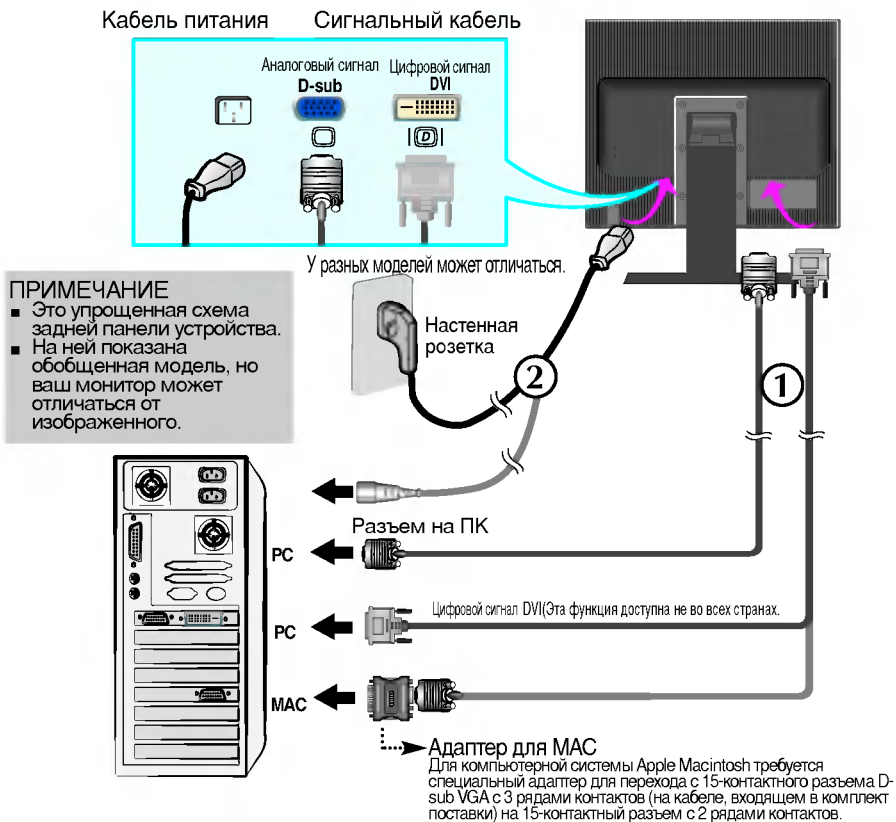 Кабель питания
Сигнальный кабель
Аналоговый сигнал
D-sub
Цифровой сигнал
DVI
D
У разных моделей может отличаться.
ПРИМЕЧАНИЕ
■ Это упрощенная схема
задней панели устройства.
■ На ней показана
обобщенная модель, но
ваш монитор может
отличаться от
изображенного.
Настенная
розетка
2
1
Разъем на ПК
PC
Цифровой сигнал DVI(Эта функция доступна не во всех странах.
PC
MAC
Адаптер для MAC
Для компьютерной системы Apple Macintosh требуется
специальный адаптер для перехода с 15-контактного разъема D-
sub VGA с 3 рядами контактов (на кабеле, входящем в комплект
поставки) на 15-контактный разъем с 2 рядами контактов.